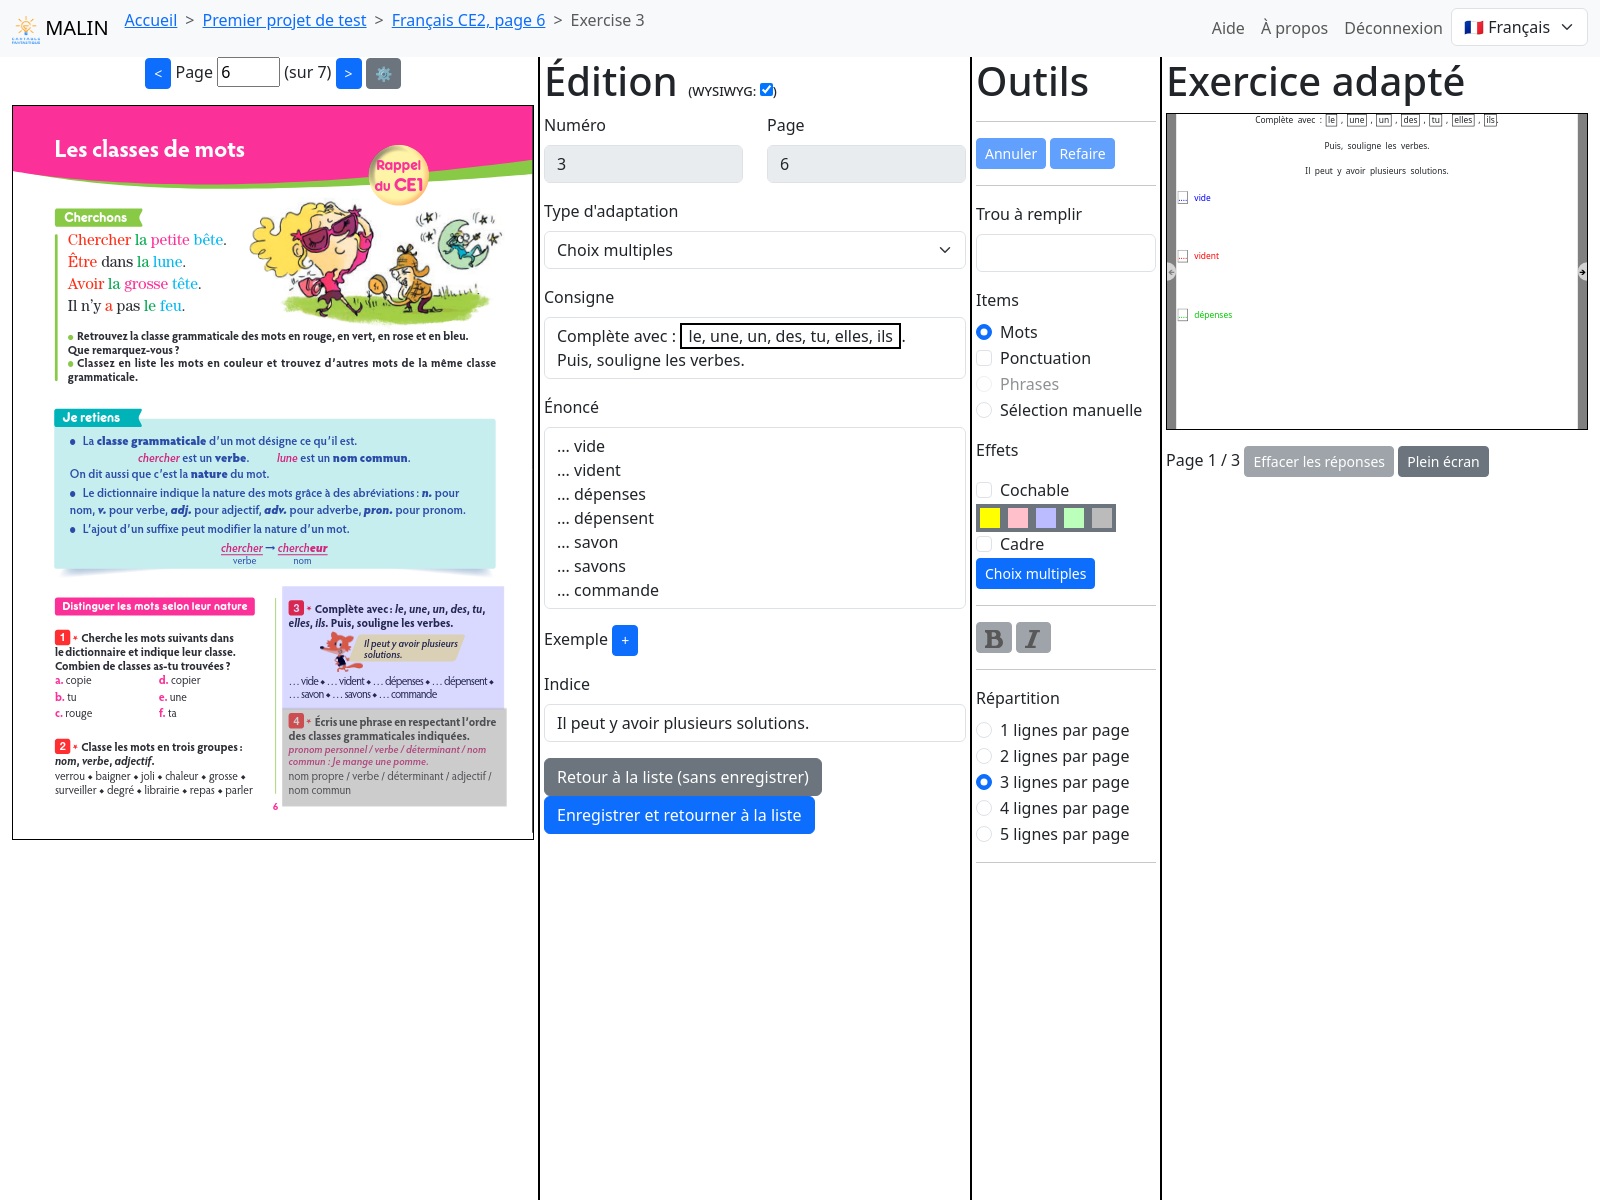 MALIN Accueil > Premier projet de test > Français CE2, page 6 > Exercise 3
Aide À propos Déconnexion 🇫🇷 Français
< Page 6 (sur 7) > ⚙️
Les classes de mots
Rappel
du CE1
Cherchons
Chercher la petite bête.
Être dans la lune.
Avoir la grosse tête.
Il n'y a pas le feu.
• Retrouvez la classe grammaticale des mots en rouge, en vert, en rose et en bleu.
Que remarquez-vous ?
• Classez en liste les mots en couleur et trouvez d'autres mots de la même classe
grammaticale.
Je retiens
• La classe grammaticale d'un mot désigne ce qu'il est.
chercher est un verbe. lune est un nom commun.
On dit aussi que c'est la nature du mot.
• Le dictionnaire indique la nature des mots grâce à des abréviations : n. pour
nom, v. pour verbe, adj. pour adjectif, adv. pour adverbe, pron. pour pronom.
• L'ajout d'un suffixe peut modifier la nature d'un mot.
chercher → chercheur
verbe nom
Distinguer les mots selon leur nature
1 * Cherche les mots suivants dans
le dictionnaire et indique leur classe.
Combien de classes as-tu trouvées ?
a. copie d. copier
b. tu e. une
c. rouge f. ta
2 * Classe les mots en trois groupes :
nom, verbe, adjectif.
verrou ♦ baigner ♦ joli ♦ chaleur ♦ grosse ♦
surveiller ♦ degré ♦ librairie ♦ repas ♦ parler
3 * Complète avec : le, une, un, des, tu,
elles, ils. Puis, souligne les verbes.
Il peut y avoir plusieurs
solutions.
... vide ♦ ... vident ♦ ... dépenses ♦ ... dépensent ♦
... savon ♦ ... savons ♦ ... commande
4 * Écris une phrase en respectant l'ordre
des classes grammaticales indiquées.
pronom personnel / verbe / déterminant / nom
commun : Je mange une pomme.
nom propre / verbe / déterminant / adjectif /
nom commun
6
Édition (WYSIWYG: )
Numéro Page
3 6
Type d'adaptation
Choix multiples
Consigne
Complète avec : le, une, un, des, tu, elles, ils .
Puis, souligne les verbes.
Énoncé
... vide
... vident
... dépenses
... dépensent
... savon
... savons
... commande
Exemple +
Indice
Il peut y avoir plusieurs solutions.
Retour à la liste (sans enregistrer)
Enregistrer et retourner à la liste
Outils
Annuler Refaire
Trou à remplir
Items
Mots
Ponctuation
Phrases
Sélection manuelle
Effets
Cochable
Cadre
Choix multiples
B I
Répartition
1 lignes par page
2 lignes par page
3 lignes par page
4 lignes par page
5 lignes par page
Exercice adapté
Complète avec : le , une , un , des , tu , elles , ils.
Puis, souligne les verbes.
Il peut y avoir plusieurs solutions.
.... vide
.... vident
.... dépenses
Page 1 / 3 Effacer les réponses Plein écran